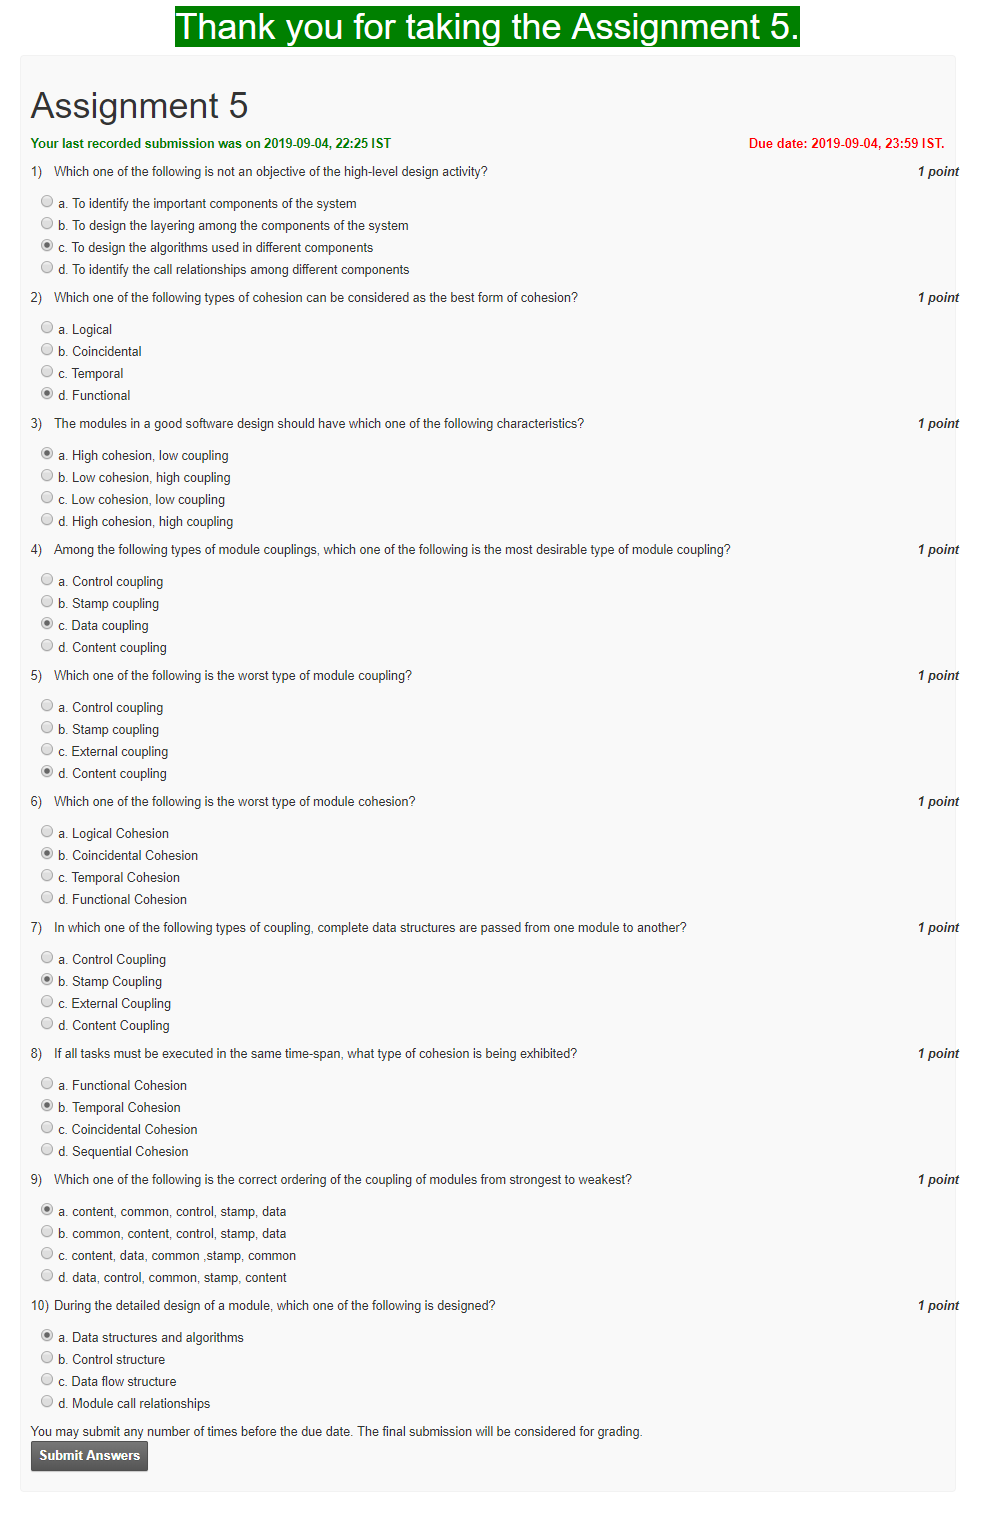 Thank you for taking the Assignment 5.
Assignment 5
Your last recorded submission was on 2019-09-04, 22:25 IST Due date: 2019-09-04, 23:59 IST.
1) Which one of the following is not an objective of the high-level design activity? 1 point
a. To identify the important components of the system
b. To design the layering among the components of the system
c. To design the algorithms used in different components
d. To identify the call relationships among different components
2) Which one of the following types of cohesion can be considered as the best form of cohesion? 1 point
a. Logical
b. Coincidental
c. Temporal
d. Functional
3) The modules in a good software design should have which one of the following characteristics? 1 point
a. High cohesion, low coupling
b. Low cohesion, high coupling
c. Low cohesion, low coupling
d. High cohesion, high coupling
4) Among the following types of module couplings, which one of the following is the most desirable type of module coupling? 1 point
a. Control coupling
b. Stamp coupling
c. Data coupling
d. Content coupling
5) Which one of the following is the worst type of module coupling? 1 point
a. Control coupling
b. Stamp coupling
c. External coupling
d. Content coupling
6) Which one of the following is the worst type of module cohesion? 1 point
a. Logical Cohesion
b. Coincidental Cohesion
c. Temporal Cohesion
d. Functional Cohesion
7) In which one of the following types of coupling, complete data structures are passed from one module to another? 1 point
a. Control Coupling
b. Stamp Coupling
c. External Coupling
d. Content Coupling
8) If all tasks must be executed in the same time-span, what type of cohesion is being exhibited? 1 point
a. Functional Cohesion
b. Temporal Cohesion
c. Coincidental Cohesion
d. Sequential Cohesion
9) Which one of the following is the correct ordering of the coupling of modules from strongest to weakest? 1 point
a. content, common, control, stamp, data
b. common, content, control, stamp, data
c. content, data, common ,stamp, common
d. data, control, common, stamp, content
10) During the detailed design of a module, which one of the following is designed? 1 point
a. Data structures and algorithms
b. Control structure
c. Data flow structure
d. Module call relationships
You may submit any number of times before the due date. The final submission will be considered for grading.
Submit Answers